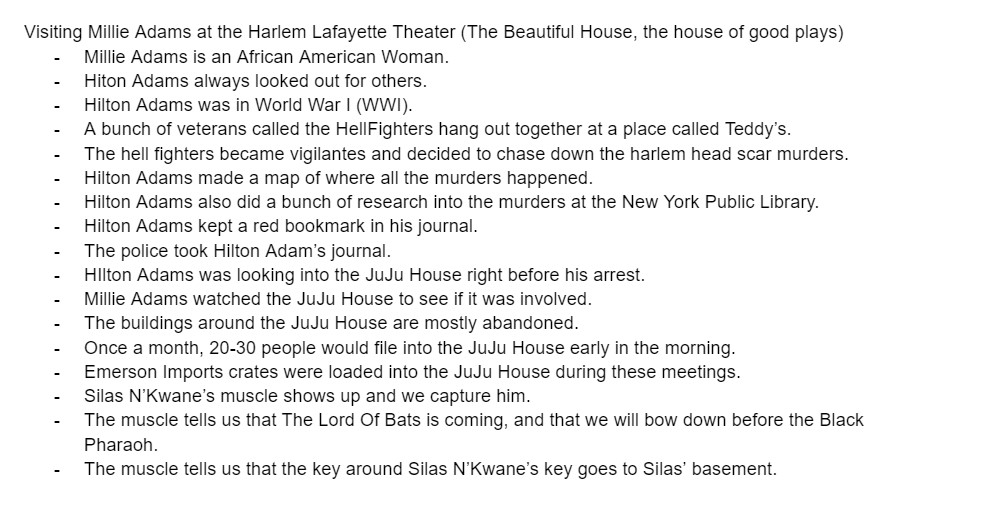 Visiting Millie Adams at the Harlem Lafayette Theater (The Beautiful House, the house of good plays)
- Millie Adams is an African American Woman.
- Hiton Adams always looked out for others.
- Hilton Adams was in World War I (WWI).
- A bunch of veterans called the HellFighters hang out together at a place called Teddy’s.
- The hell fighters became vigilantes and decided to chase down the harlem head scar murders.
- Hilton Adams made a map of where all the murders happened.
- Hilton Adams also did a bunch of research into the murders at the New York Public Library.
- Hilton Adams kept a red bookmark in his journal.
- The police took Hilton Adam’s journal.
- HIlton Adams was looking into the JuJu House right before his arrest.
- Millie Adams watched the JuJu House to see if it was involved.
- The buildings around the JuJu House are mostly abandoned.
- Once a month, 20-30 people would file into the JuJu House early in the morning.
- Emerson Imports crates were loaded into the JuJu House during these meetings.
- Silas N’Kwane’s muscle shows up and we capture him.
- The muscle tells us that The Lord Of Bats is coming, and that we will bow down before the Black
Pharaoh.
- The muscle tells us that the key around Silas N’Kwane’s key goes to Silas’ basement.